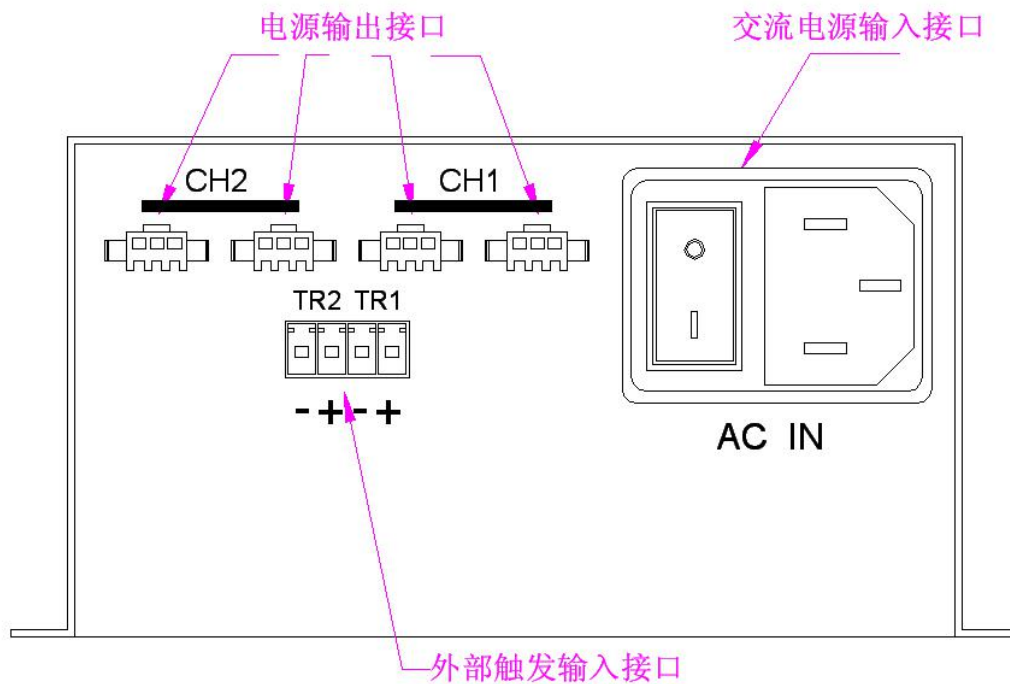 电源输出接口 交流电源输入接口
CH2 CH1
TR2 TR1
- + - +
AC IN
外部触发输入接口